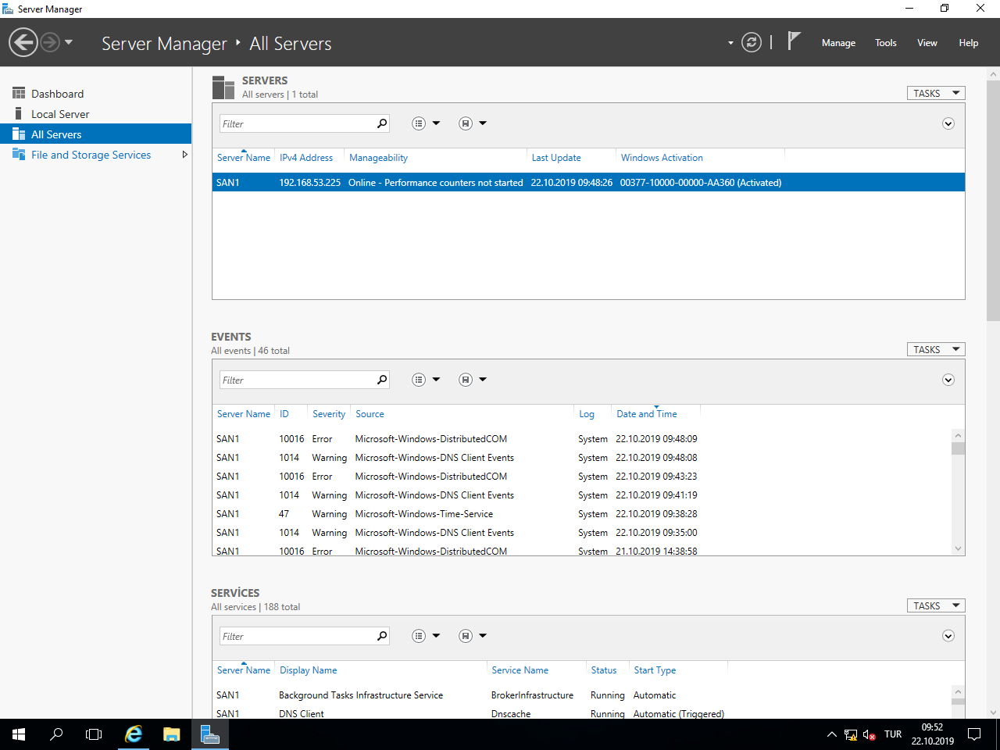 Server Manager
Server Manager ‣ All Servers
Manage Tools View Help
Dashboard
Local Server
All Servers
File and Storage Services
SERVERS
All servers | 1 total
TASKS
Filter
Server Name IPv4 Address Manageability Last Update Windows Activation
SAN1 192.168.53.225 Online - Performance counters not started 22.10.2019 09:48:26 00377-10000-00000-AA360 (Activated)
EVENTS
All events | 46 total
TASKS
Filter
Server Name ID Severity Source Log Date and Time
SAN1 10016 Error Microsoft-Windows-DistributedCOM System 22.10.2019 09:48:09
SAN1 1014 Warning Microsoft-Windows-DNS Client Events System 22.10.2019 09:48:08
SAN1 10016 Error Microsoft-Windows-DistributedCOM System 22.10.2019 09:43:23
SAN1 1014 Warning Microsoft-Windows-DNS Client Events System 22.10.2019 09:41:19
SAN1 47 Warning Microsoft-Windows-Time-Service System 22.10.2019 09:38:28
SAN1 1014 Warning Microsoft-Windows-DNS Client Events System 22.10.2019 09:35:00
SAN1 10016 Error Microsoft-Windows-DistributedCOM System 21.10.2019 14:38:58
SERVİCES
All services | 188 total
TASKS
Filter
Server Name Display Name Service Name Status Start Type
SAN1 Background Tasks Infrastructure Service BrokerInfrastructure Running Automatic
SAN1 DNS Client Dnscache Running Automatic (Triggered)
TUR
09:52
22.10.2019